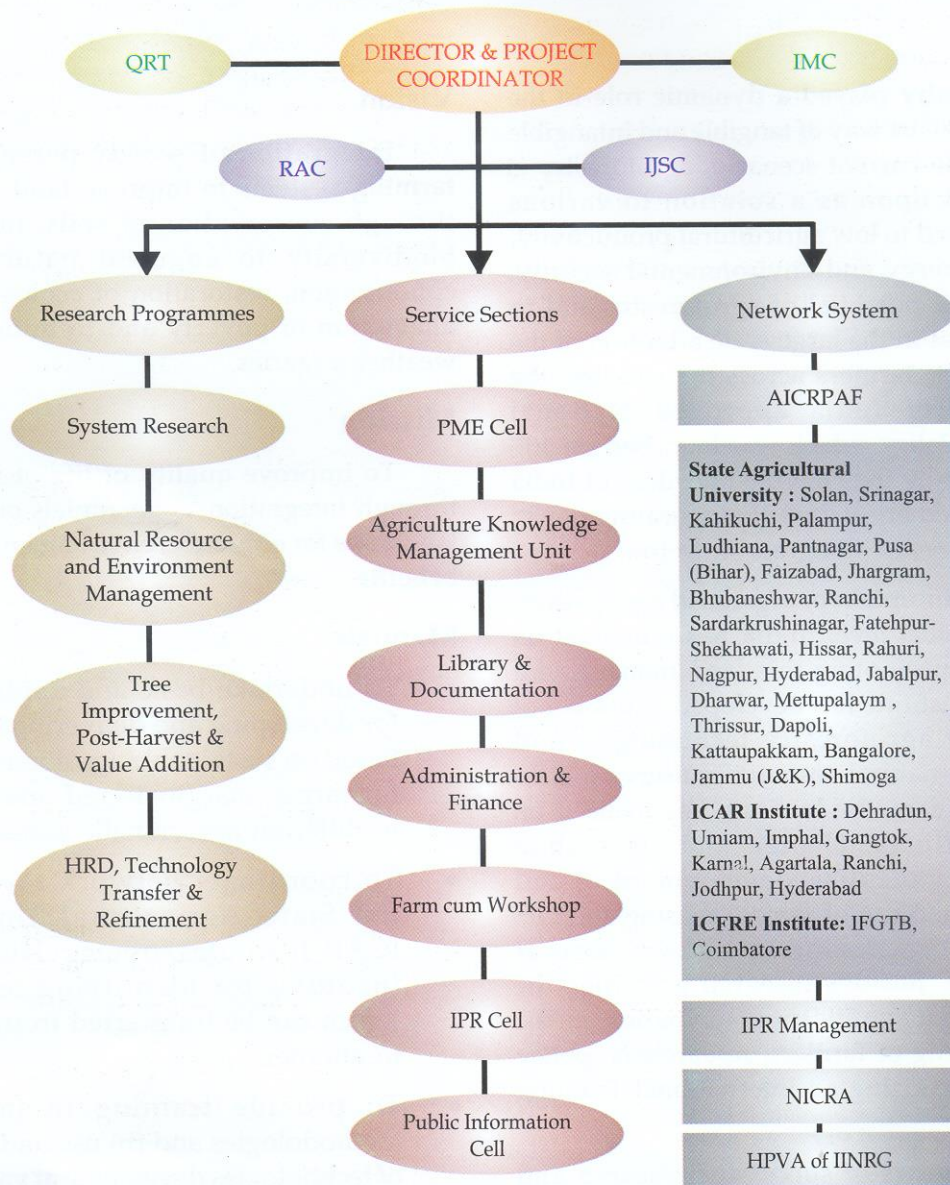 QRT
DIRECTOR & PROJECT
COORDINATOR
IMC
RAC
IJSC
Research Programmes
System Research
Natural Resource
and Environment
Management
Tree
Improvement,
Post-Harvest &
Value Addition
HRD, Technology
Transfer &
Refinement
Service Sections
PME Cell
Agriculture Knowledge
Management Unit
Library &
Documentation
Administration &
Finance
Farm cum Workshop
IPR Cell
Public Information
Cell
Network System
AICRPAF
State Agricultural
University : Solan, Srinagar,
Kahikuchi, Palampur,
Ludhiana, Pantnagar, Pusa
(Bihar), Faizabad, Jhargram,
Bhubaneshwar, Ranchi,
Sardarkrushinagar, Fatehpur-
Shekhawati, Hissar, Rahuri,
Nagpur, Hyderabad, Jabalpur,
Dharwar, Mettupalaym ,
Thrissur, Dapoli,
Kattaupakkam, Bangalore,
Jammu (J&K), Shimoga
ICAR Institute : Dehradun,
Umiam, Imphal, Gangtok,
Karnal, Agartala, Ranchi,
Jodhpur, Hyderabad
ICFRE Institute: IFGTB,
Coimbatore
IPR Management
NICRA
HPVA of IINRG